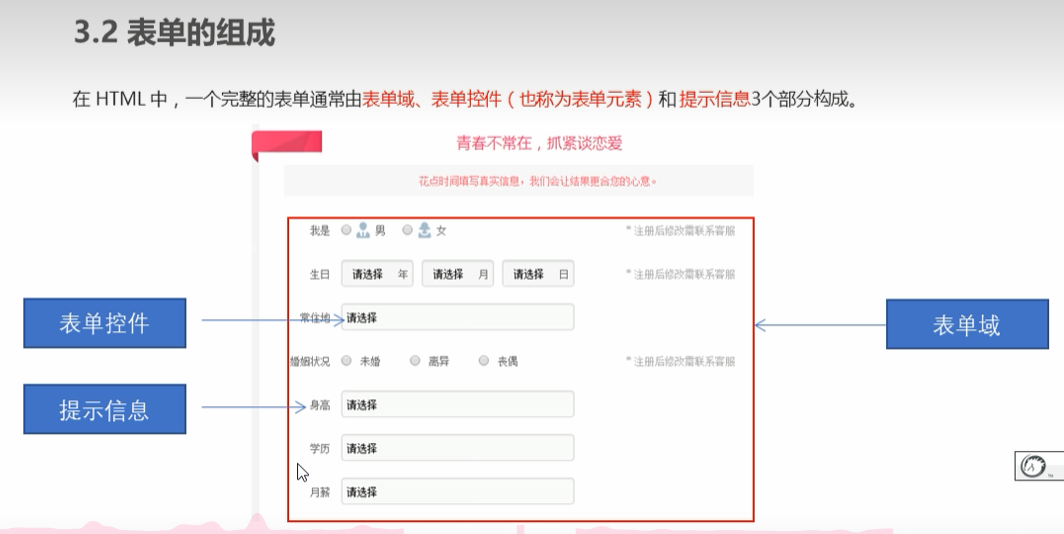 3.2 表单的组成
在 HTML 中，一个完整的表单通常由表单域、表单控件（也称为表单元素）和 提示信息3个部分构成。
青春不常在，抓紧谈恋爱
花点时间填写真实信息，我们会让结果更合您的心意。
我是 男 女 * 注册后修改需联系客服
生日 请选择 年 请选择 月 请选择 日 * 注册后修改需联系客服
表单控件
常住地 请选择
表单域
婚姻状况 未婚 离异 丧偶 * 注册后修改需联系客服
提示信息
身高 请选择
学历 请选择
月薪 请选择